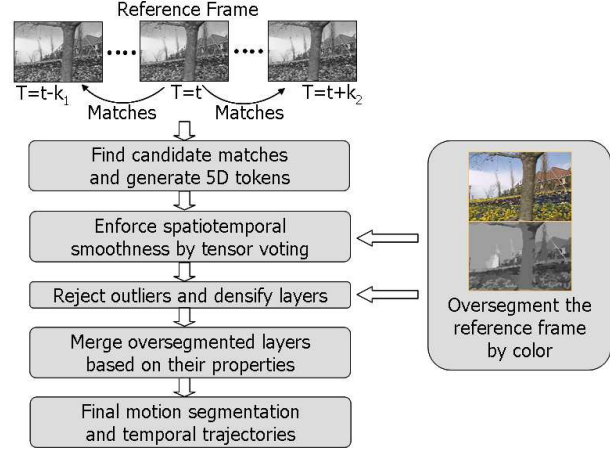 Reference Frame
T=t-k1
T=t
T=t+k2
Matches
Matches
Find candidate matches
and generate 5D tokens
Enforce spatiotemporal
smoothness by tensor voting
Reject outliers and densify layers
Merge oversegmented layers
based on their properties
Final motion segmentation
and temporal trajectories
Oversegment the
reference frame
by color